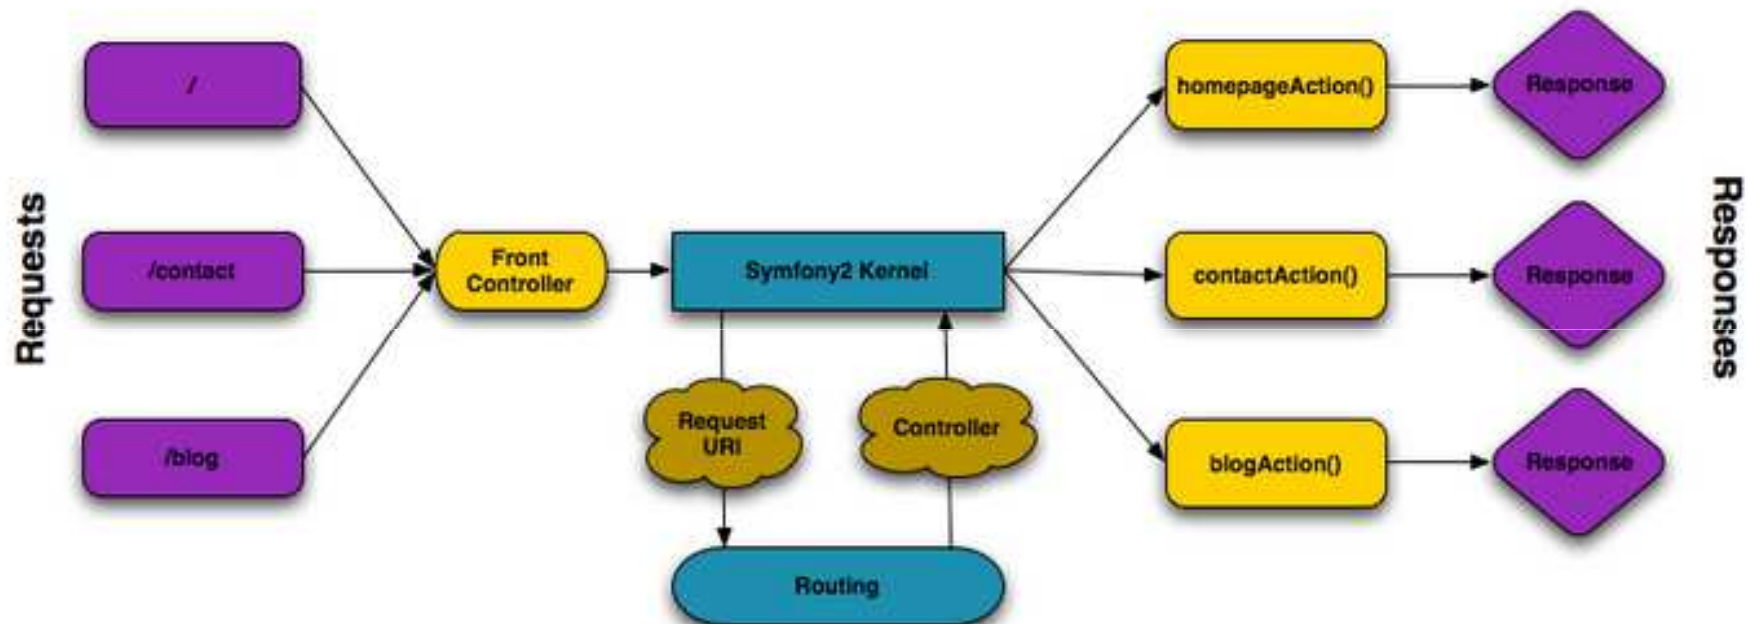 Requests
/
/contact
/blog
Front
Controller
Symfony2 Kernel
Request
URI
Controller
Routing
homepageAction()
contactAction()
blogAction()
Response
Response
Response
Responses